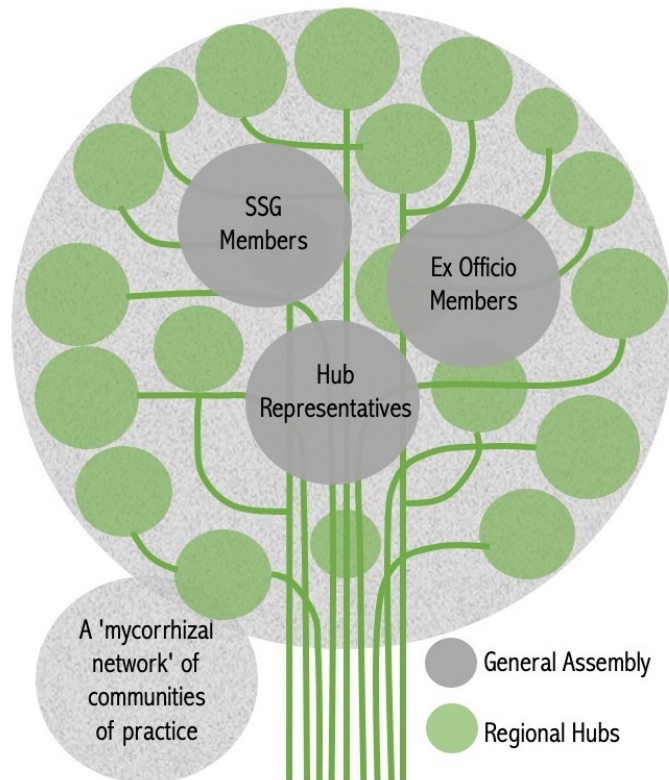 SSG
Members
Ex Officio
Members
Hub
Representatives
A 'mycorrhizal
network' of
communities
of practice
General Assembly
Regional Hubs